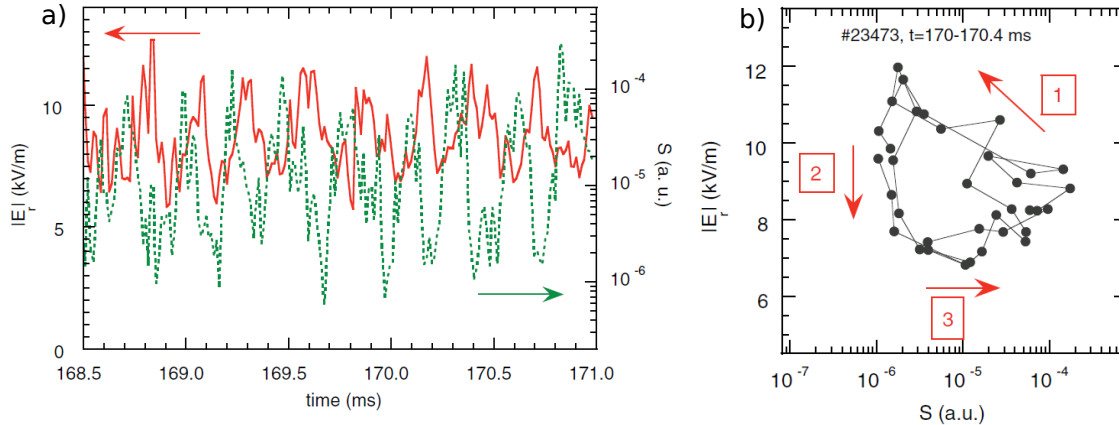 a)
|E_r| (kV/m)
10
5
0
168.5 169.0 169.5 170.0 170.5 171.0
time (ms)
10^-4
10^-5
10^-6
S (a. u.)
b)
#23473, t=170-170.4 ms
|E_r| (kV/m)
12
10
8
6
1
2
3
10^-7 10^-6 10^-5 10^-4
S (a.u.)